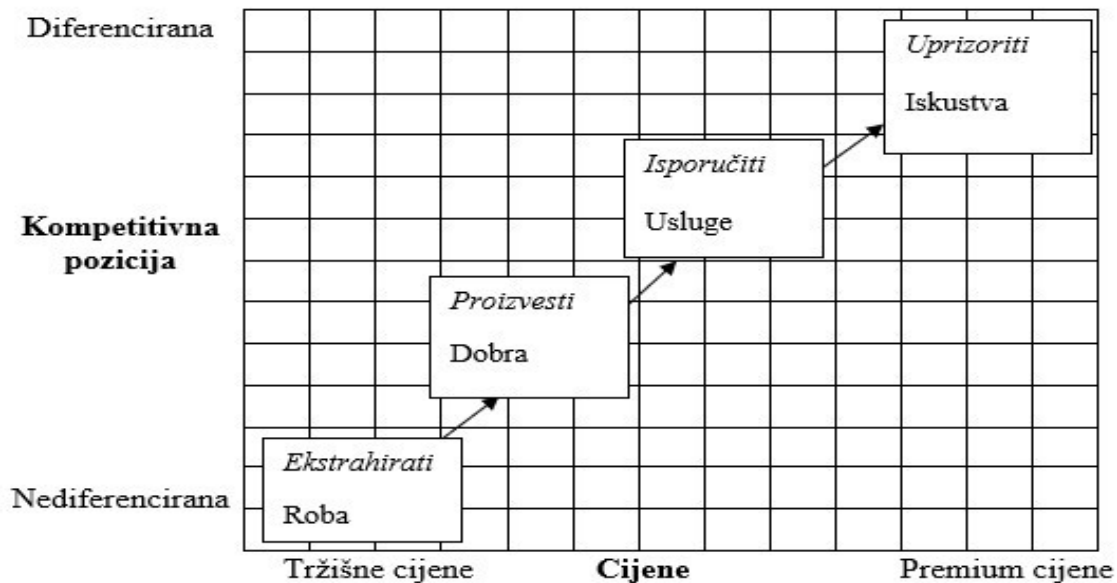 Diferencirana
Uprizoriti
Iskustva
Isporučiti
Usluge
Kompetitivna
pozicija
Proizvesti
Dobra
Ekstrahirati
Nediferencirana
Roba
Tržišne cijene
Cijene
Premium cijene